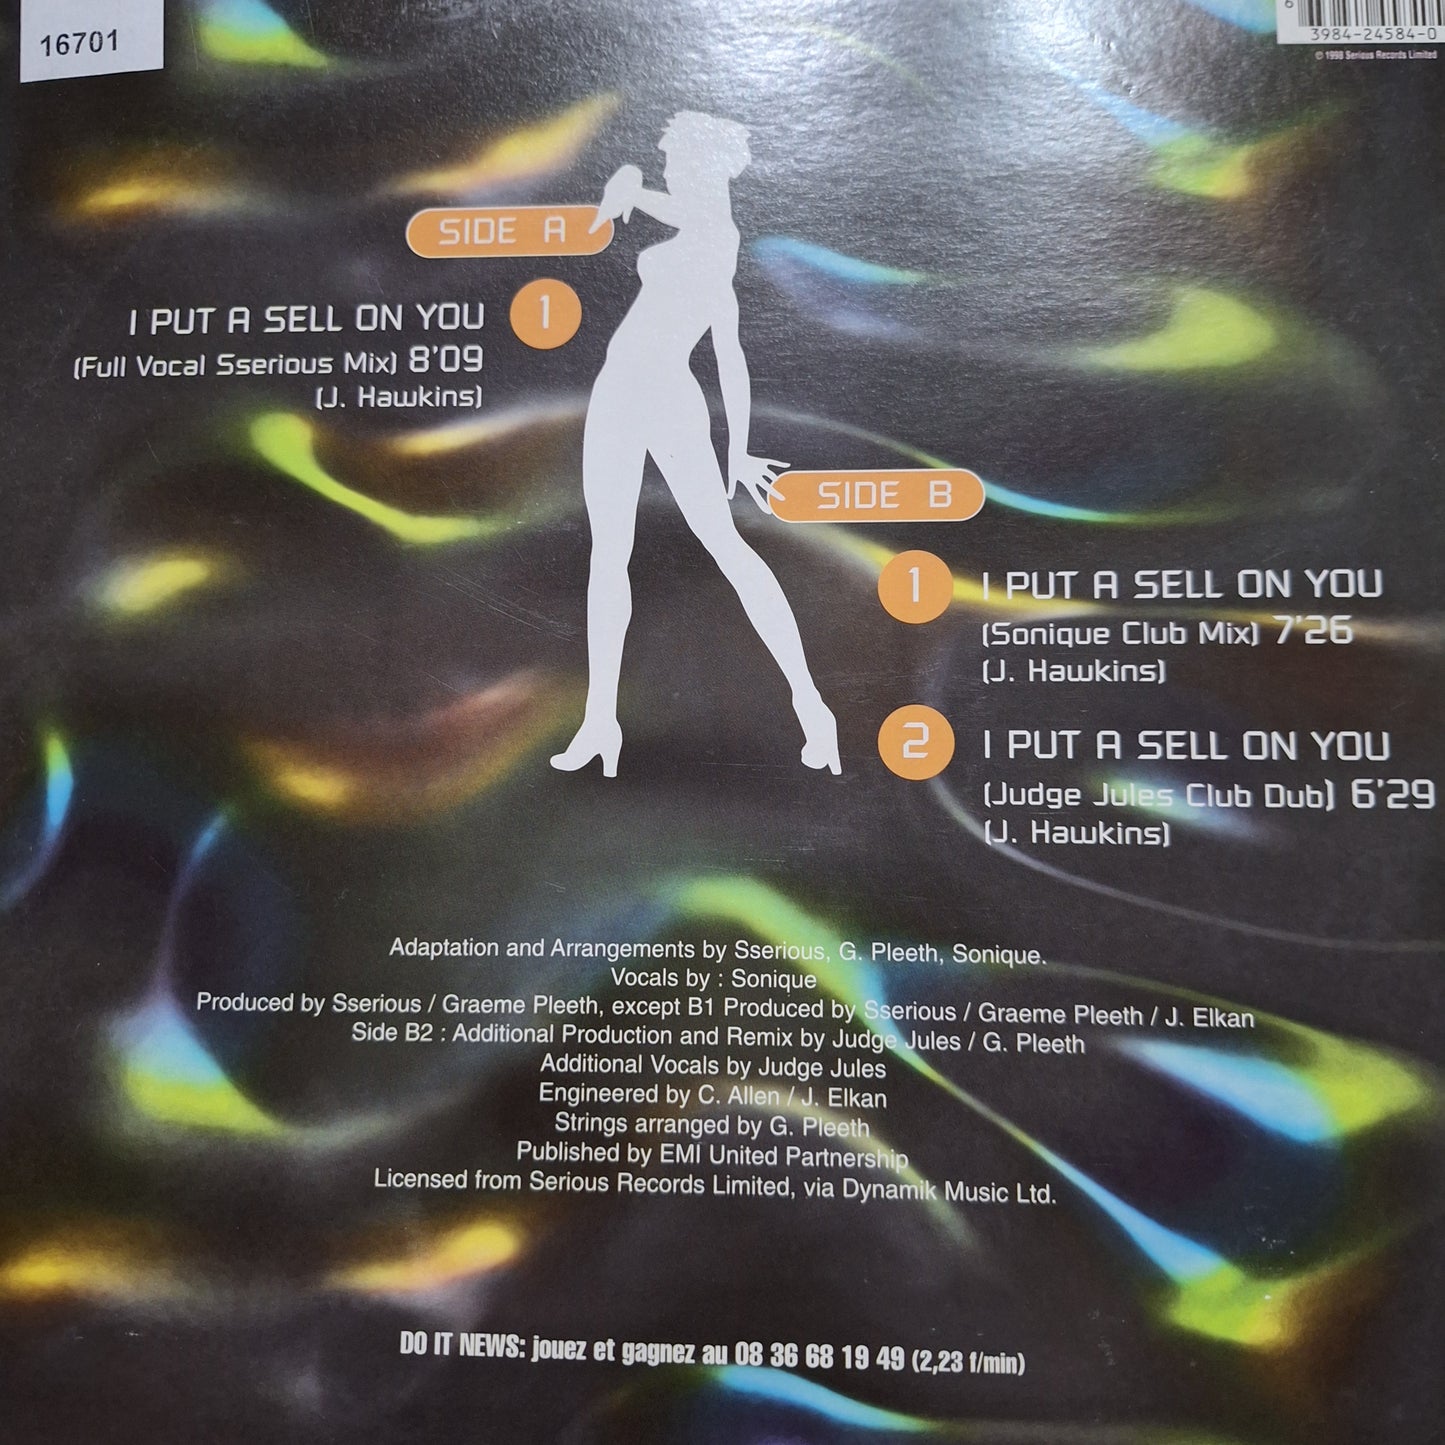 16701
6
3984-24584-0
℗ 1998 Serious Records Limited
SIDE A
1
I PUT A SELL ON YOU
(Full Vocal Sserious Mix) 8'09
(J. Hawkins)
SIDE B
1
I PUT A SELL ON YOU
(Sonique Club Mix) 7'26
(J. Hawkins)
2
I PUT A SELL ON YOU
(Judge Jules Club Dub) 6'29
(J. Hawkins)
Adaptation and Arrangements by Sserious, G. Pleeth, Sonique.
Vocals by : Sonique
Produced by Sserious / Graeme Pleeth, except B1 Produced by Sserious / Graeme Pleeth / J. Elkan
Side B2 : Additional Production and Remix by Judge Jules / G. Pleeth
Additional Vocals by Judge Jules
Engineered by C. Allen / J. Elkan
Strings arranged by G. Pleeth
Published by EMI United Partnership
Licensed from Serious Records Limited, via Dynamik Music Ltd.
DO IT NEWS: jouez et gagnez au 08 36 68 19 49 (2,23 f/min)